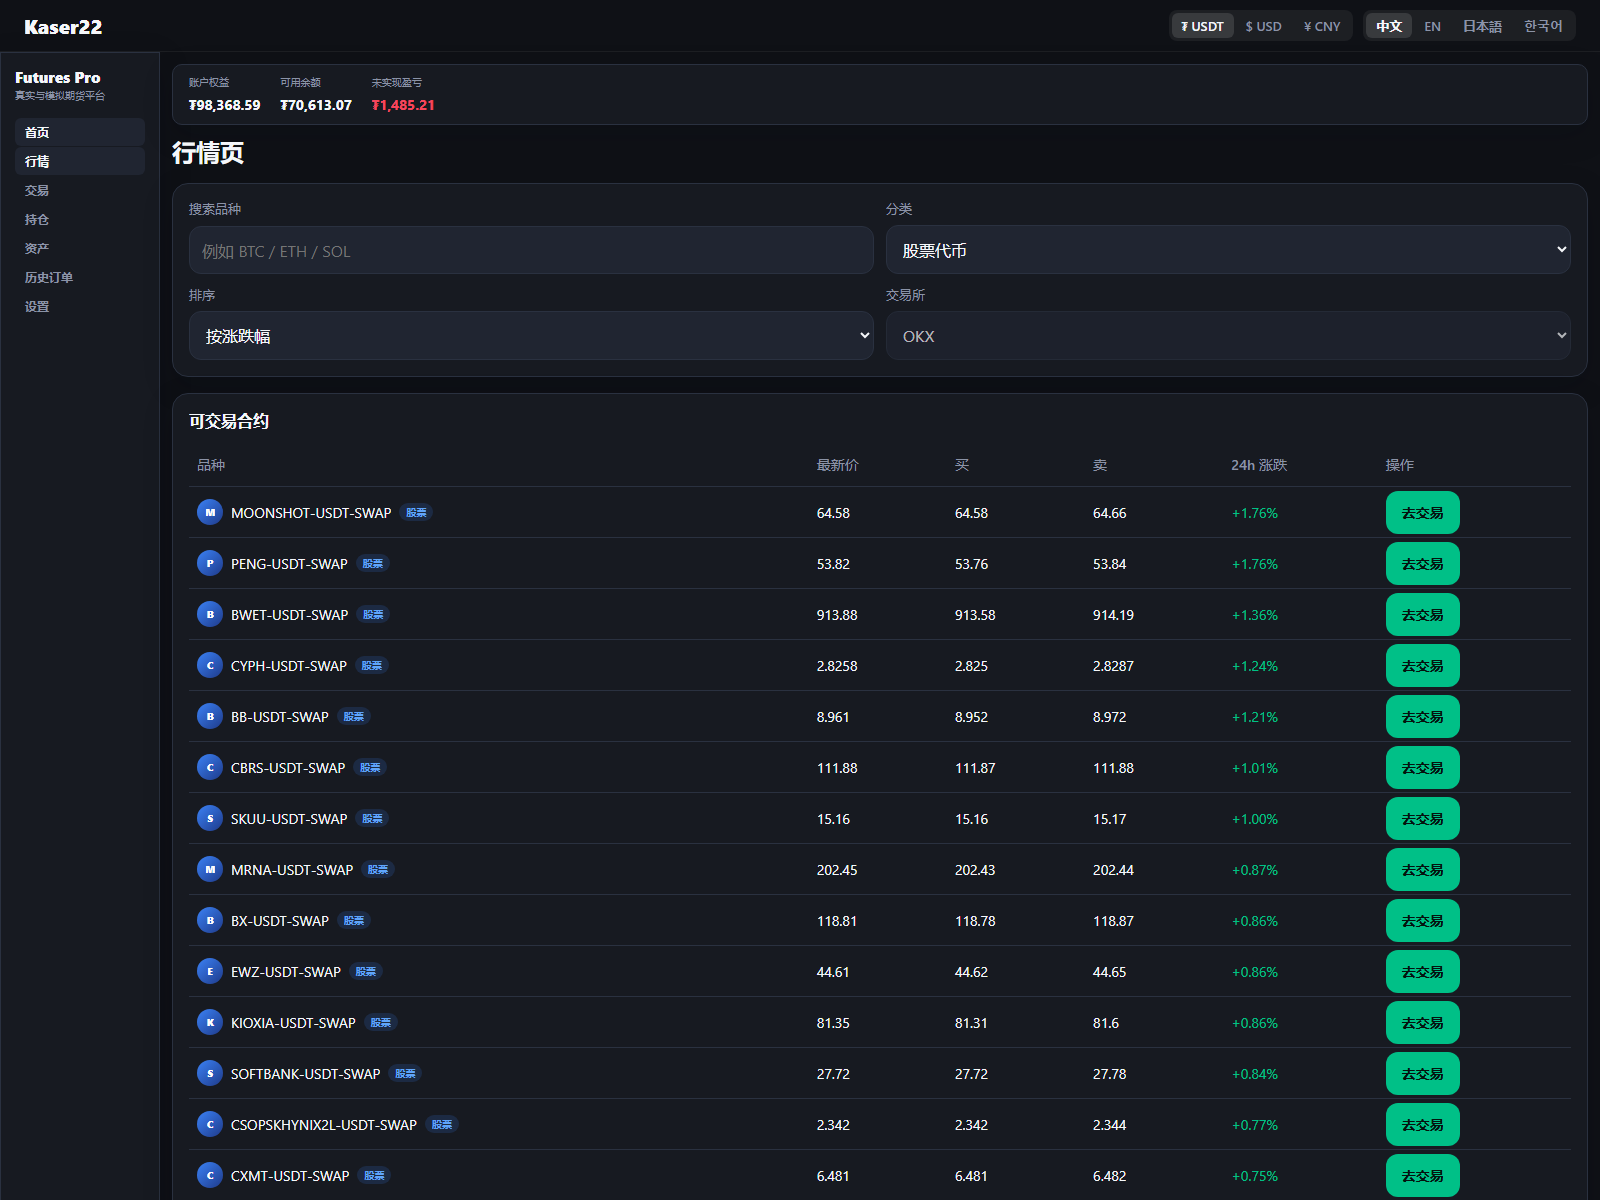 Kaser22
₮ USDT $ USD ¥ CNY 中文 EN 日本語 한국어
Futures Pro
真实与模拟期货平台
首页
行情
交易
持仓
资产
历史订单
设置
账户权益 可用余额 未实现盈亏
₮98,368.59 ₮70,613.07 ₮1,485.21
行情页
搜索品种 分类
例如 BTC / ETH / SOL 股票代币
排序 交易所
按涨跌幅 OKX
可交易合约
品种 最新价 买 卖 24h 涨跌 操作
M MOONSHOT-USDT-SWAP 股票 64.58 64.58 64.66 +1.76% 去交易
P PENG-USDT-SWAP 股票 53.82 53.76 53.84 +1.76% 去交易
B BWET-USDT-SWAP 股票 913.88 913.58 914.19 +1.36% 去交易
C CYPH-USDT-SWAP 股票 2.8258 2.825 2.8287 +1.24% 去交易
B BB-USDT-SWAP 股票 8.961 8.952 8.972 +1.21% 去交易
C CBRS-USDT-SWAP 股票 111.88 111.87 111.88 +1.01% 去交易
S SKUU-USDT-SWAP 股票 15.16 15.16 15.17 +1.00% 去交易
M MRNA-USDT-SWAP 股票 202.45 202.43 202.44 +0.87% 去交易
B BX-USDT-SWAP 股票 118.81 118.78 118.87 +0.86% 去交易
E EWZ-USDT-SWAP 股票 44.61 44.62 44.65 +0.86% 去交易
K KIOXIA-USDT-SWAP 股票 81.35 81.31 81.6 +0.86% 去交易
S SOFTBANK-USDT-SWAP 股票 27.72 27.72 27.78 +0.84% 去交易
C CSOPSKHYNIX2L-USDT-SWAP 股票 2.342 2.342 2.344 +0.77% 去交易
C CXMT-USDT-SWAP 股票 6.481 6.481 6.482 +0.75% 去交易